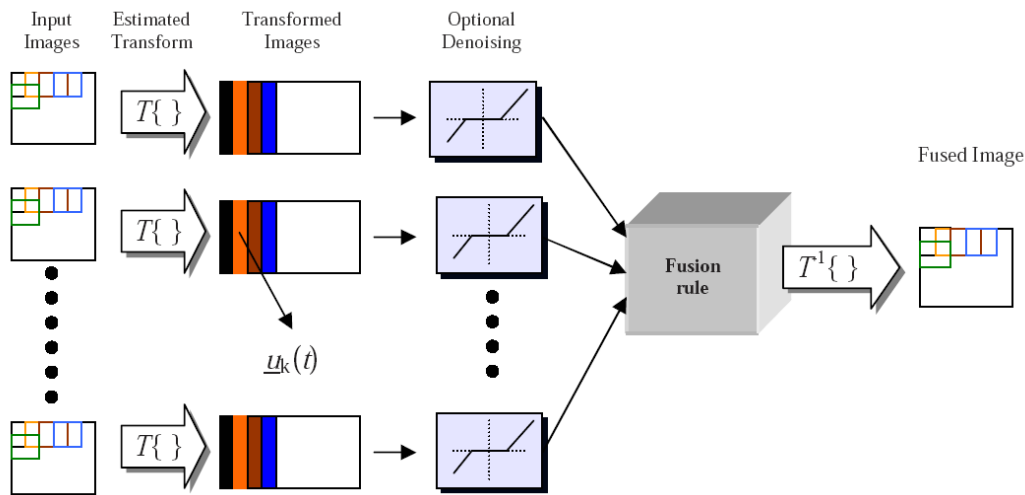 Input
Images
Estimated
Transform
Transformed
Images
Optional
Denoising
T{ }
Fused Image
T{ }
Fusion
rule
T-1{ }
u_k(t)
T{ }